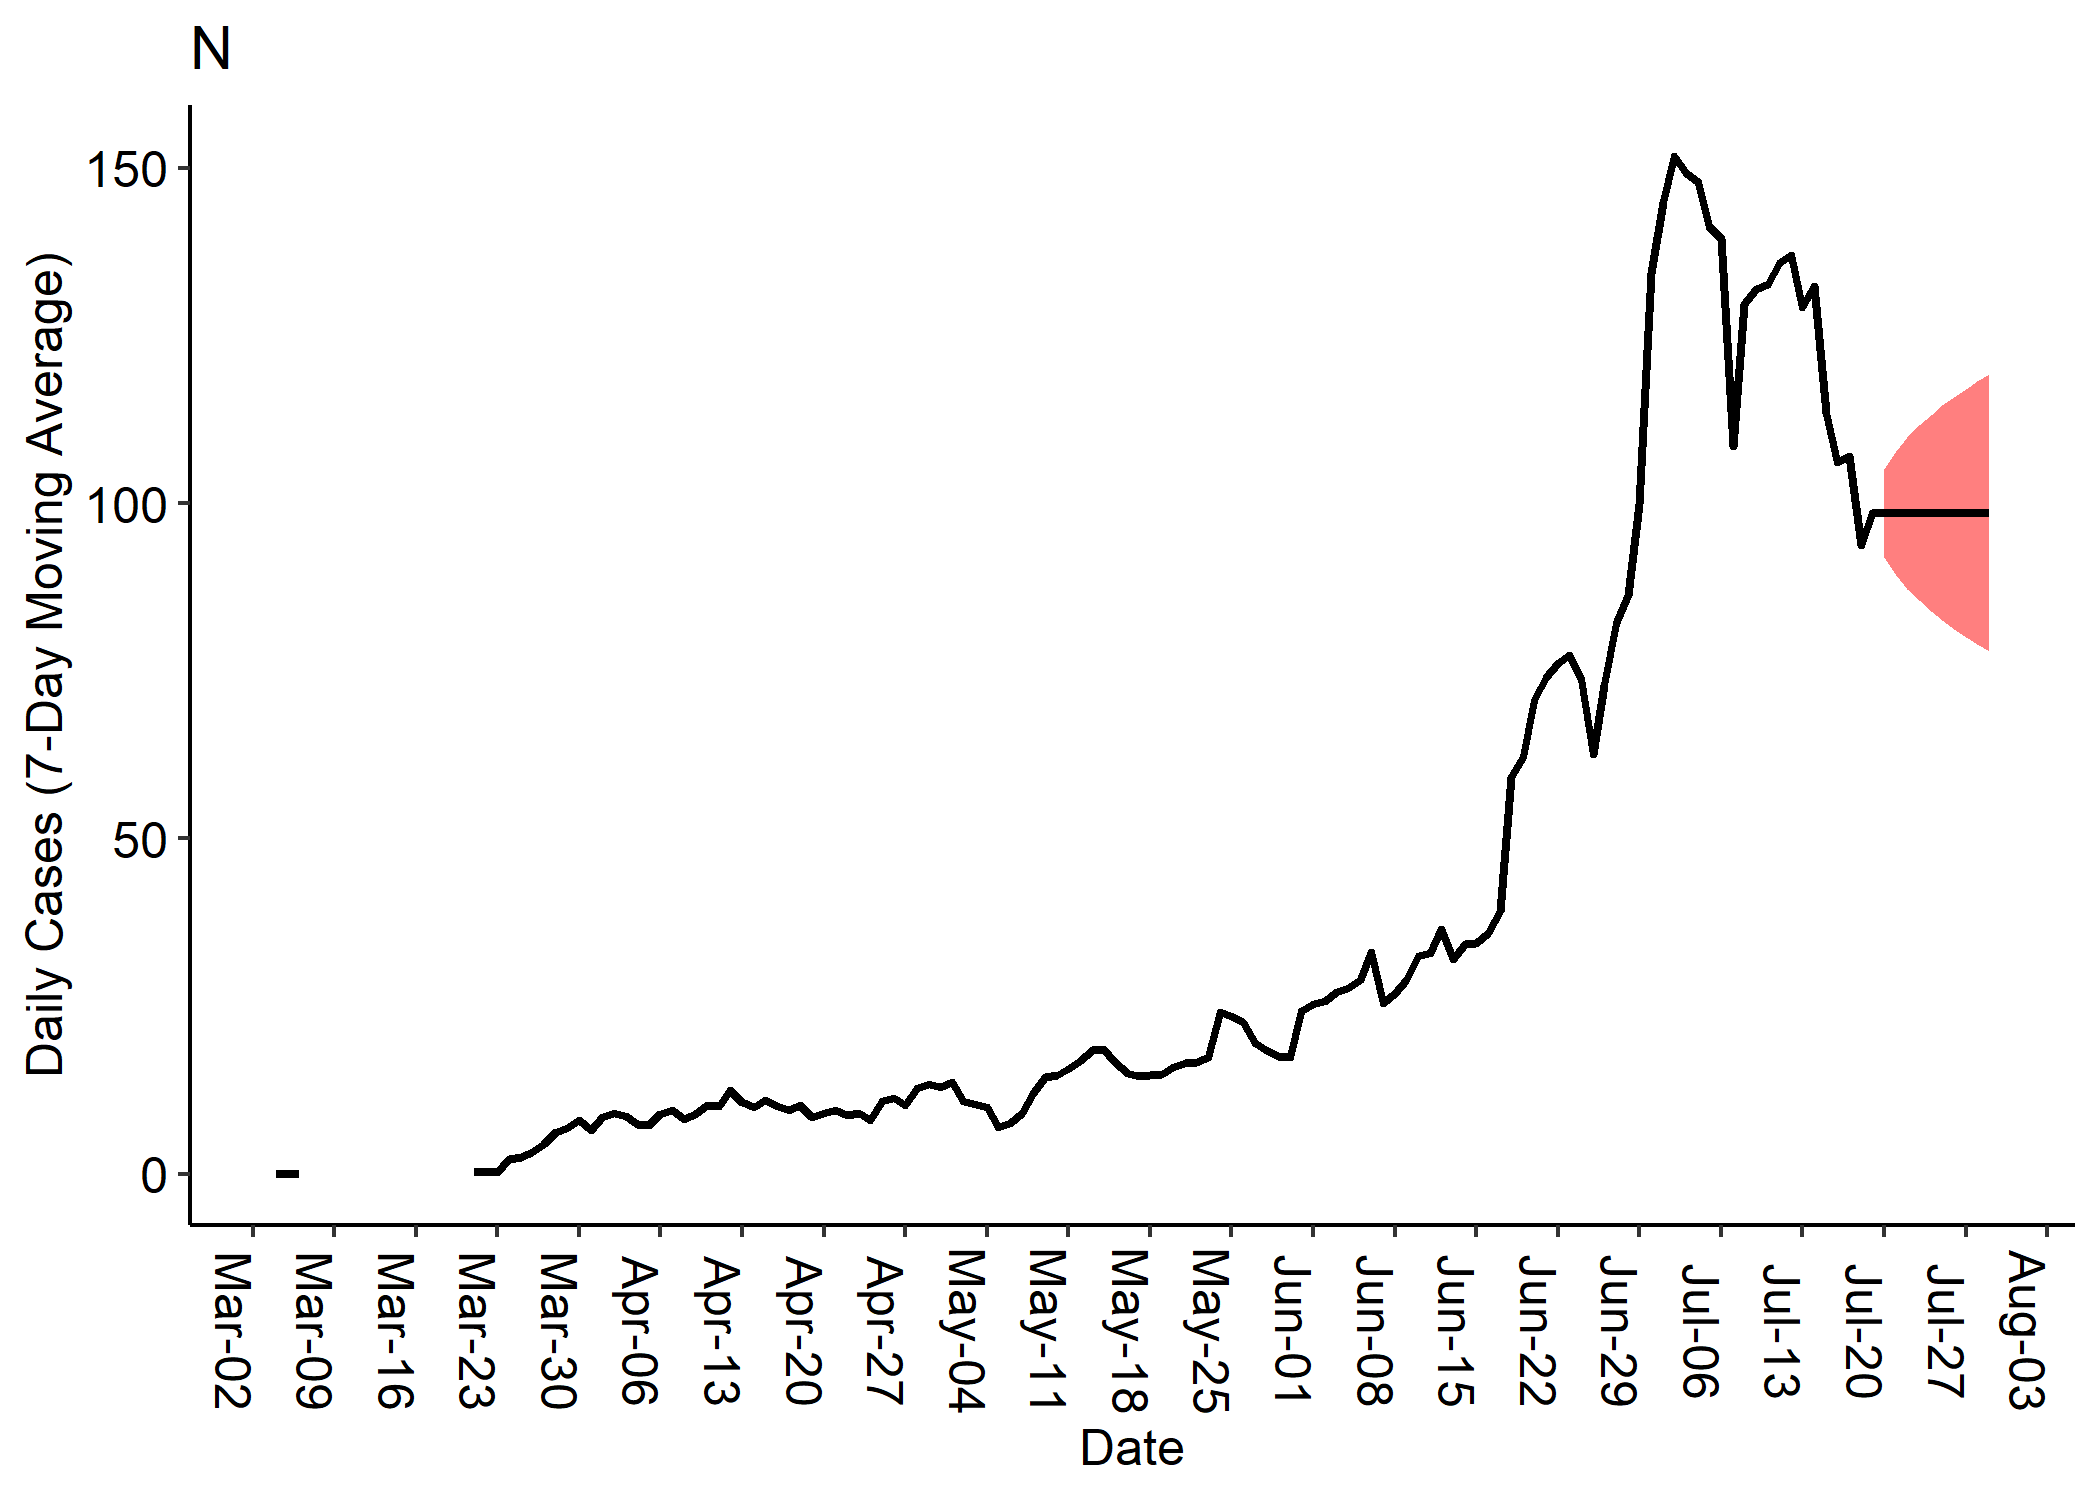 N
Daily Cases (7-Day Moving Average)
150
100
50
0
Mar-02
Mar-09
Mar-16
Mar-23
Mar-30
Apr-06
Apr-13
Apr-20
Apr-27
May-04
May-11
May-18
May-25
Jun-01
Jun-08
Jun-15
Jun-22
Jun-29
Jul-06
Jul-13
Jul-20
Jul-27
Aug-03
Date